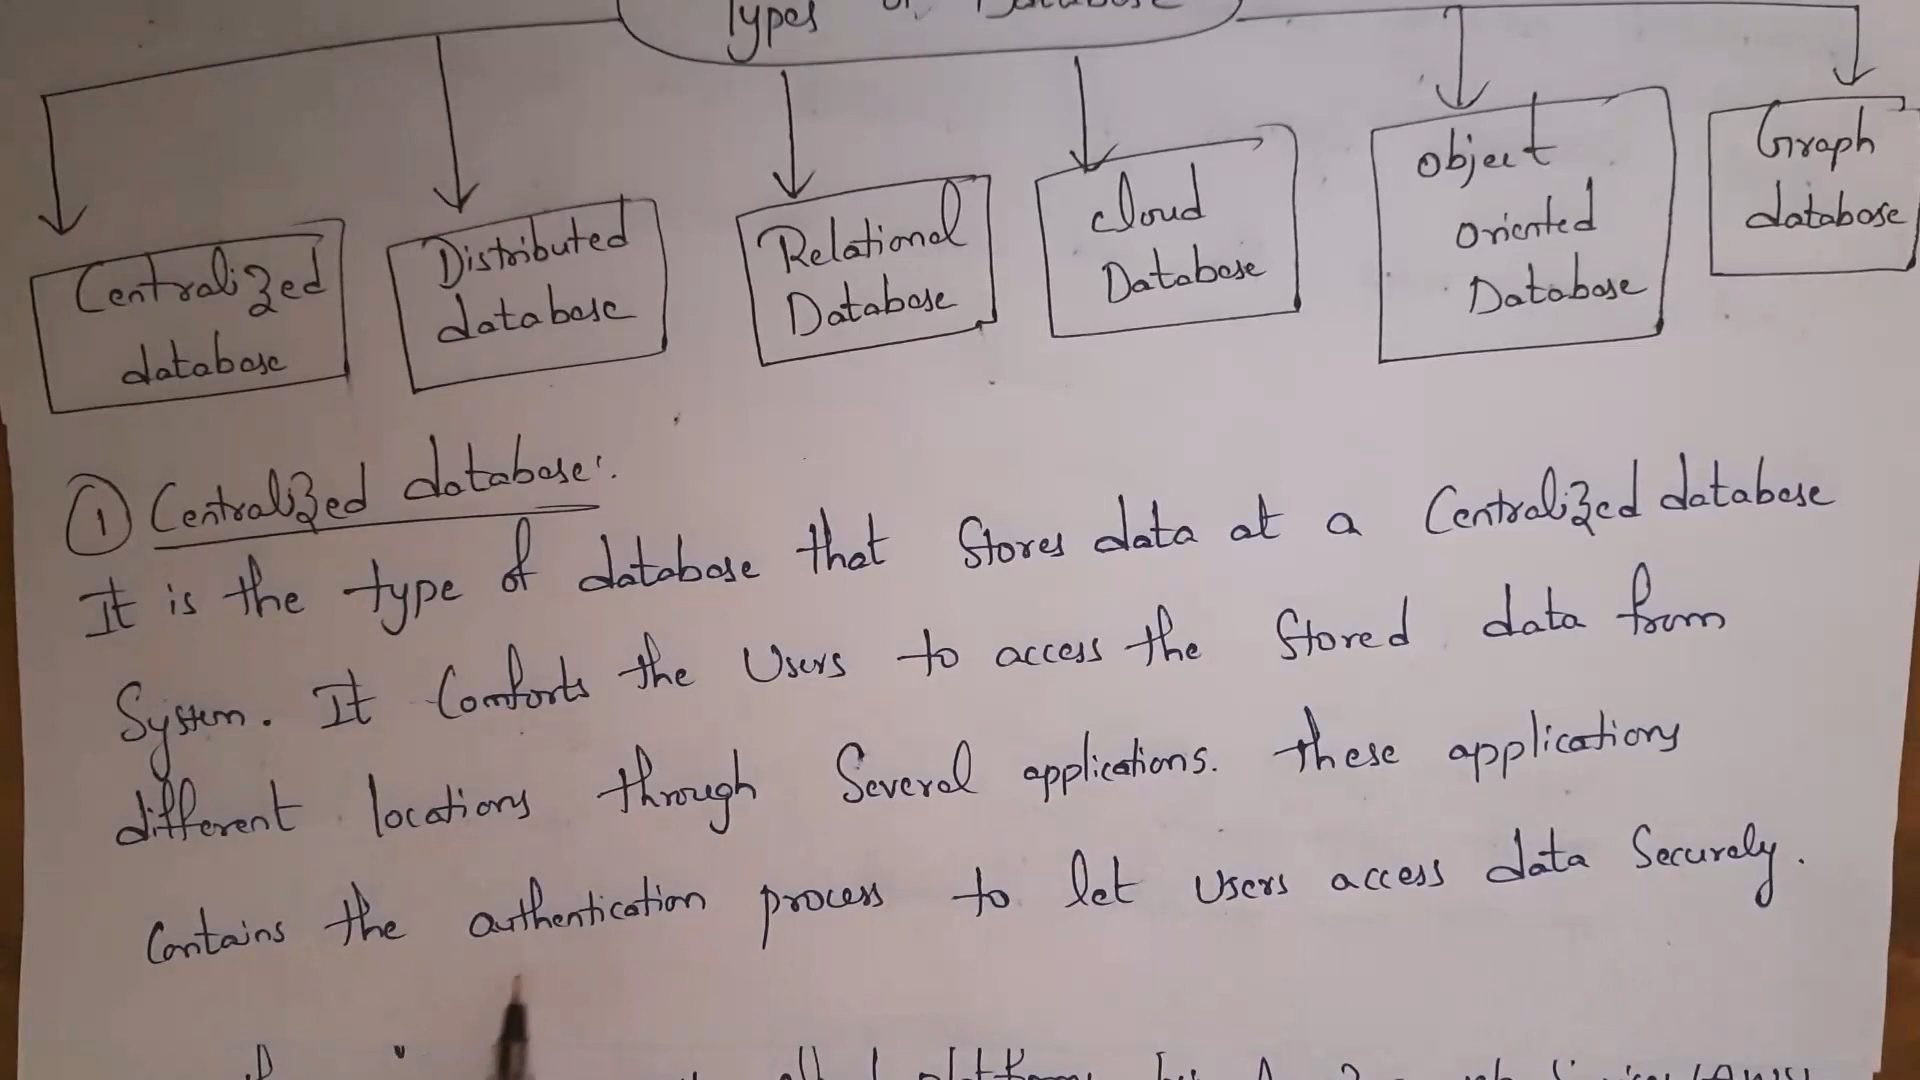 Types of Database
Centralized
database
Distributed
database
Relational
Database
cloud
Database
object
oriented
Database
Graph
database
① Centralized database:
It is the type of database that stores data at a Centralized database
System. It Comforts the Users to access the Stored data from
different locations through Several applications. these applications
Contains the authentication process to let Users access data Securely.